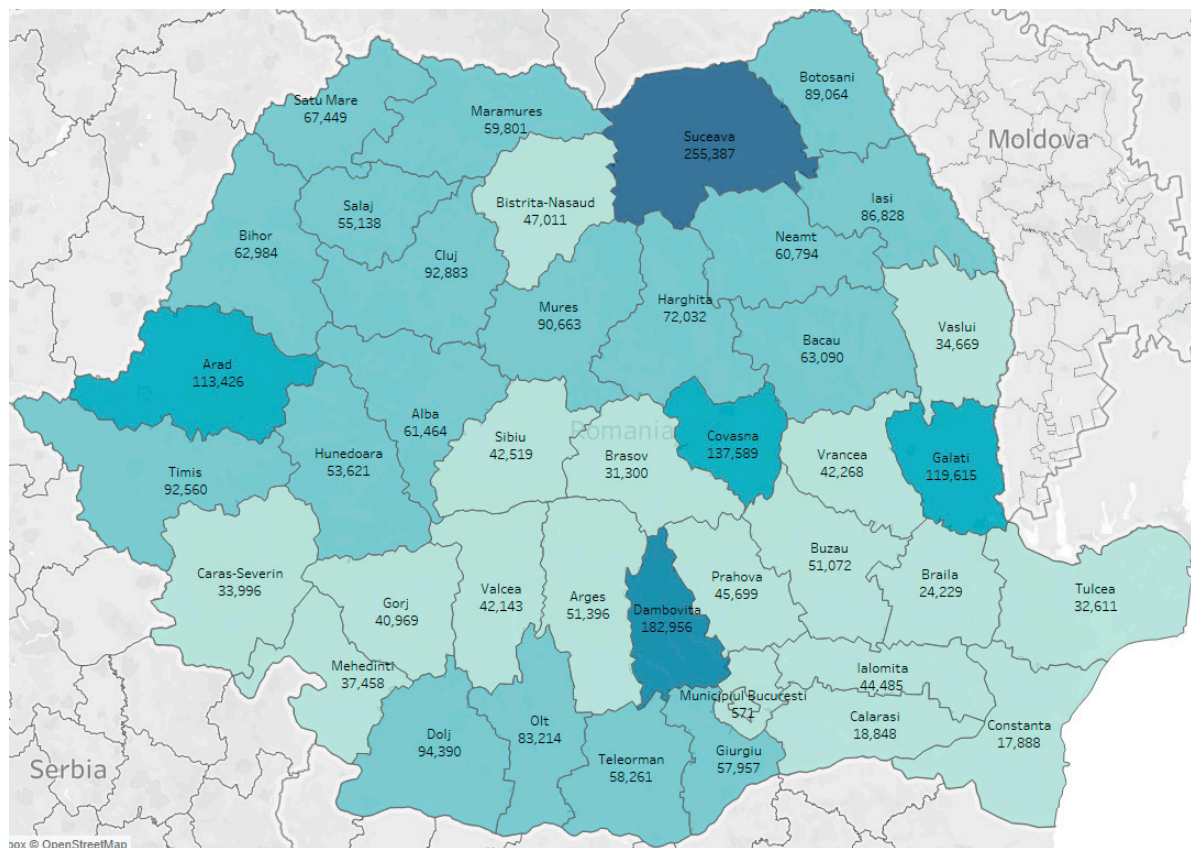 Botosani
89,064
Satu Mare
67,449
Maramures
59,801
Suceava
255,387
Moldova
Bistrita-Nasaud
47,011
Iasi
86,828
Salaj
55,138
Bihor
62,984
Cluj
92,883
Neamt
60,794
Mures
90,663
Harghita
72,032
Vaslui
34,669
Bacau
63,090
Arad
113,426
Alba
61,464
Romania
Sibiu
42,519
Brasov
31,300
Covasna
137,589
Vrancea
42,268
Galati
119,615
Hunedoara
53,621
Timis
92,560
Caras-Severin
33,996
Gorj
40,969
Valcea
42,143
Arges
51,396
Dambovita
182,956
Prahova
45,699
Buzau
51,072
Braila
24,229
Tulcea
32,611
Mehedinti
37,458
Ialomita
44,485
Municipiul Bucuresti
571
Calarasi
18,848
Constanta
17,888
Dolj
94,390
Olt
83,214
Teleorman
58,261
Giurgiu
57,957
Serbia
© OpenStreetMap